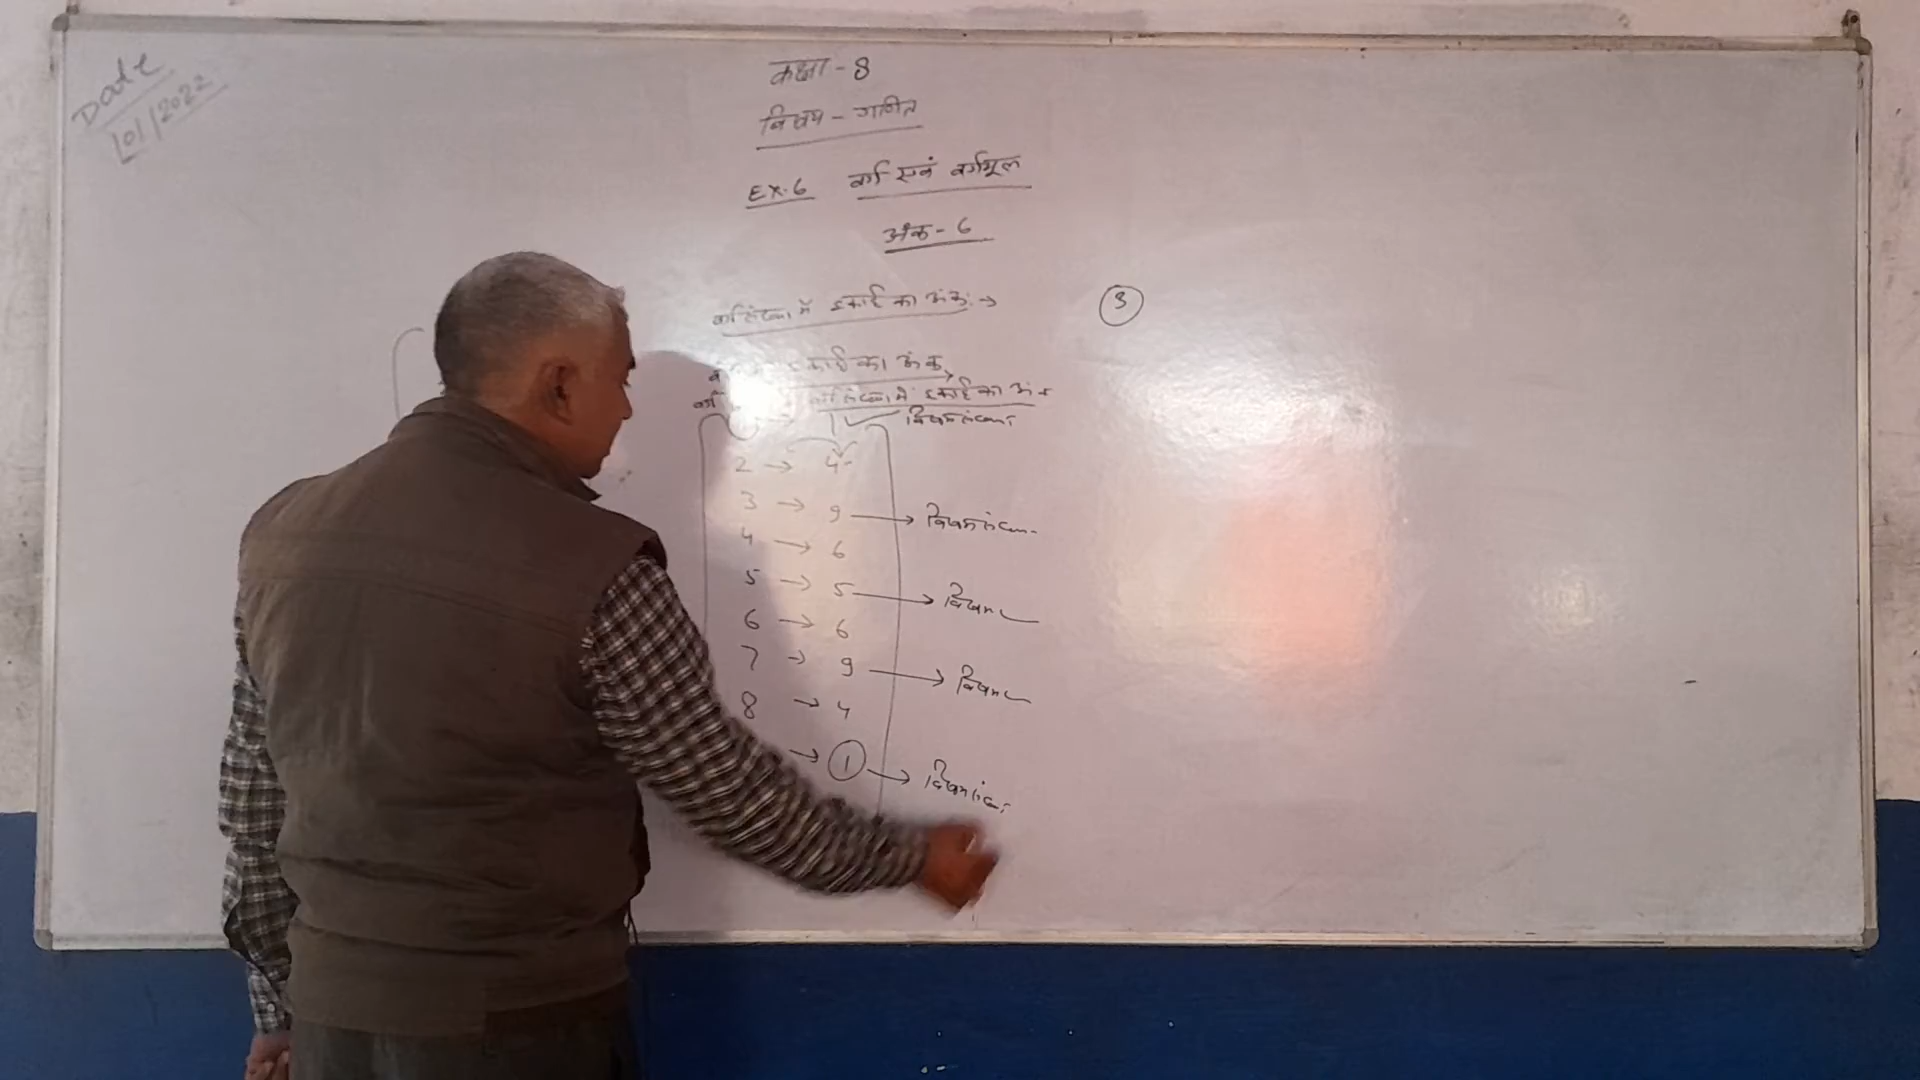 Date
/01/2022
कक्षा - 8
विषय - गणित
EX.6 वर्ग एवं वर्गमूल
अंक - 6
वर्ग संख्या में इकाई का अंक :→
3
इकाई का अंक
वर्ग संख्या में इकाई का अंक
1 विषम संख्या
2 → 4
3 → 9 → विषम संख्या
4 → 6
5 → 5 → विषम
6 → 6
7 → 9 → विषम
8 → 4
→ 1 → विषम संख्या